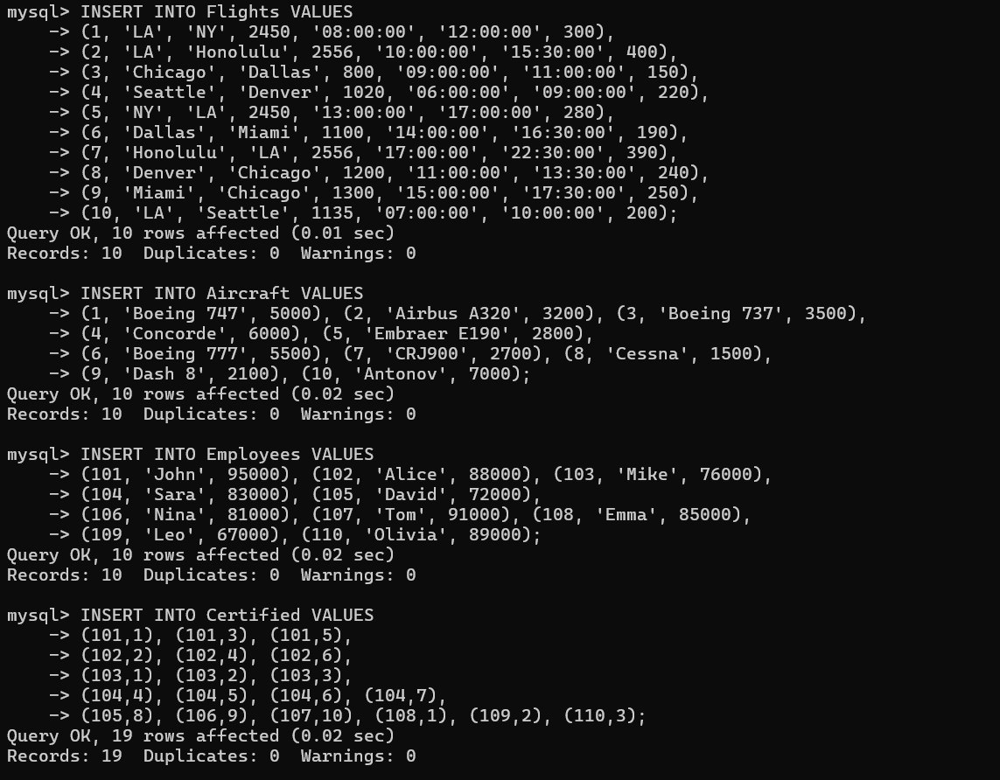 mysql> INSERT INTO Flights VALUES
    -> (1, 'LA', 'NY', 2450, '08:00:00', '12:00:00', 300),
    -> (2, 'LA', 'Honolulu', 2556, '10:00:00', '15:30:00', 400),
    -> (3, 'Chicago', 'Dallas', 800, '09:00:00', '11:00:00', 150),
    -> (4, 'Seattle', 'Denver', 1020, '06:00:00', '09:00:00', 220),
    -> (5, 'NY', 'LA', 2450, '13:00:00', '17:00:00', 280),
    -> (6, 'Dallas', 'Miami', 1100, '14:00:00', '16:30:00', 190),
    -> (7, 'Honolulu', 'LA', 2556, '17:00:00', '22:30:00', 390),
    -> (8, 'Denver', 'Chicago', 1200, '11:00:00', '13:30:00', 240),
    -> (9, 'Miami', 'Chicago', 1300, '15:00:00', '17:30:00', 250),
    -> (10, 'LA', 'Seattle', 1135, '07:00:00', '10:00:00', 200);
Query OK, 10 rows affected (0.01 sec)
Records: 10  Duplicates: 0  Warnings: 0

mysql> INSERT INTO Aircraft VALUES
    -> (1, 'Boeing 747', 5000), (2, 'Airbus A320', 3200), (3, 'Boeing 737', 3500),
    -> (4, 'Concorde', 6000), (5, 'Embraer E190', 2800),
    -> (6, 'Boeing 777', 5500), (7, 'CRJ900', 2700), (8, 'Cessna', 1500),
    -> (9, 'Dash 8', 2100), (10, 'Antonov', 7000);
Query OK, 10 rows affected (0.02 sec)
Records: 10  Duplicates: 0  Warnings: 0

mysql> INSERT INTO Employees VALUES
    -> (101, 'John', 95000), (102, 'Alice', 88000), (103, 'Mike', 76000),
    -> (104, 'Sara', 83000), (105, 'David', 72000),
    -> (106, 'Nina', 81000), (107, 'Tom', 91000), (108, 'Emma', 85000),
    -> (109, 'Leo', 67000), (110, 'Olivia', 89000);
Query OK, 10 rows affected (0.02 sec)
Records: 10  Duplicates: 0  Warnings: 0

mysql> INSERT INTO Certified VALUES
    -> (101,1), (101,3), (101,5),
    -> (102,2), (102,4), (102,6),
    -> (103,1), (103,2), (103,3),
    -> (104,4), (104,5), (104,6), (104,7),
    -> (105,8), (106,9), (107,10), (108,1), (109,2), (110,3);
Query OK, 19 rows affected (0.02 sec)
Records: 19  Duplicates: 0  Warnings: 0